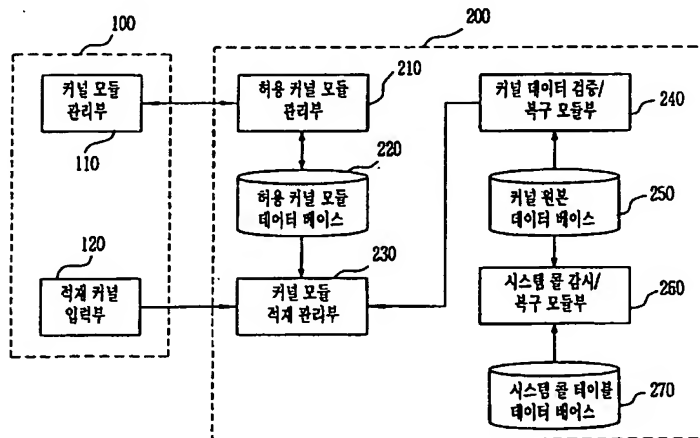 100
200
커널 모듈
관리부
110
허용 커널 모듈
관리부
210
커널 데이터 검증/
복구 모듈부
240
220
허용 커널 모듈
데이터 베이스
커널 원본
데이터 베이스
250
120
적재 커널
입력부
230
커널 모듈
적재 관리부
시스템 콜 감시/
복구 모듈부
260
시스템 콜 테이블
데이터 베이스
270